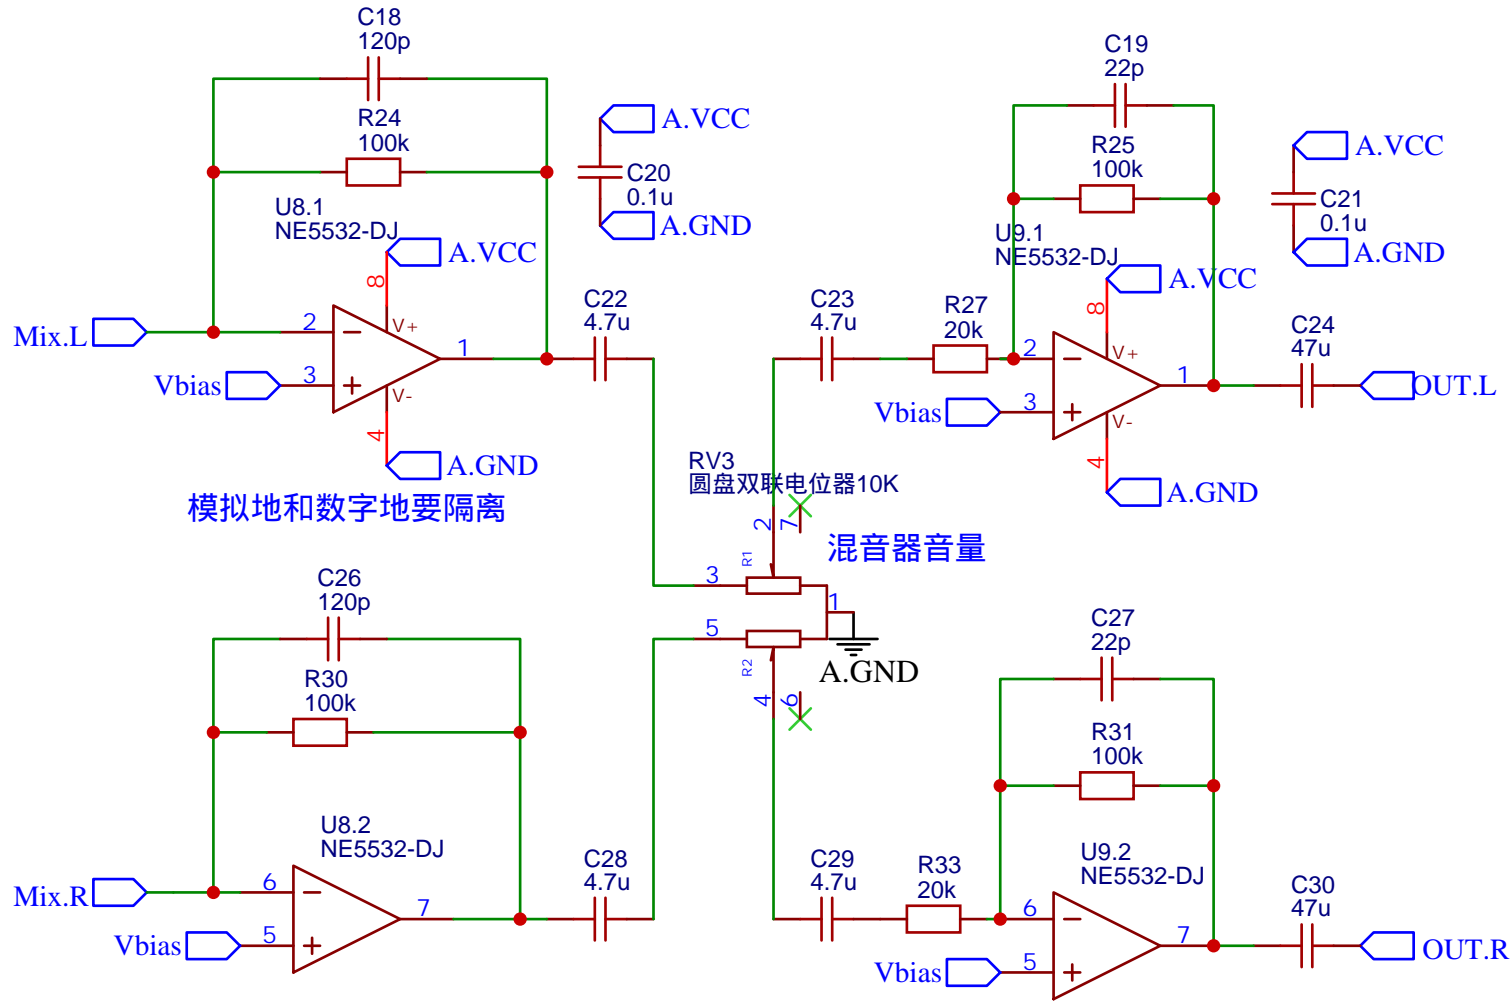 C18
120p
R24
100k
U8.1
NE5532-DJ
A.VCC
8
V+
Mix.L
2
1
Vbias
3
V-
4
A.GND
A.VCC
C20
0.1u
A.GND
C22
4.7u
模拟地和数字地要隔离
C19
22p
R25
100k
U9.1
NE5532-DJ
A.VCC
8
V+
A.VCC
C21
0.1u
A.GND
C23
4.7u
R27
20k
2
1
C24
47u
OUT.L
Vbias
3
V-
4
A.GND
RV3
圆盘双联电位器10K
2
7
混音器音量
R1
3
1
5
R2
A.GND
4
6
C26
120p
R30
100k
U8.2
NE5532-DJ
Mix.R
6
7
Vbias
5
C28
4.7u
C27
22p
R31
100k
U9.2
NE5532-DJ
C29
4.7u
R33
20k
6
7
C30
47u
OUT.R
Vbias
5